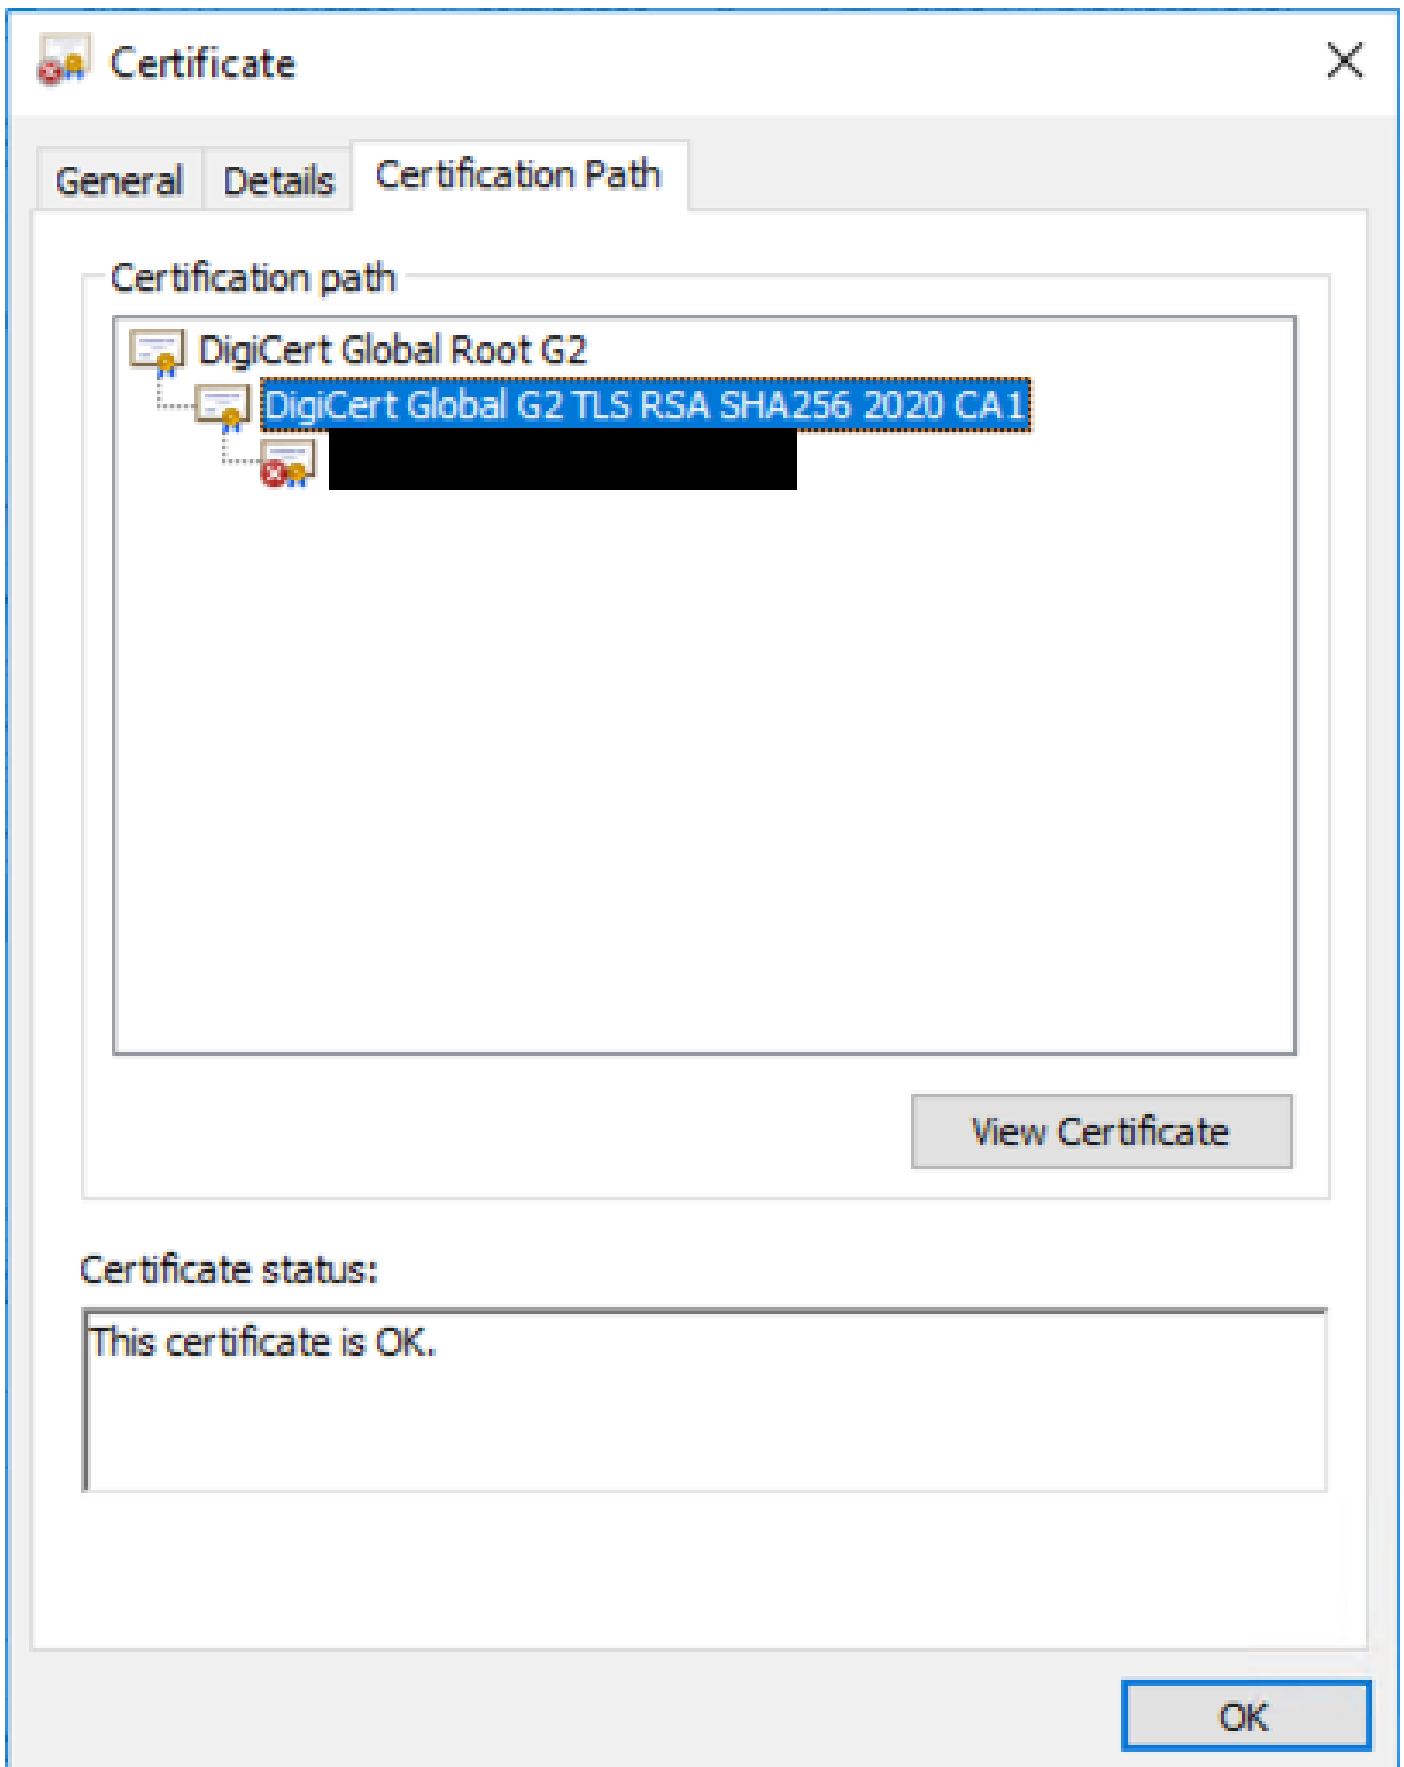 Certificate
General Details Certification Path
Certification path
DigiCert Global Root G2
DigiCert Global G2 TLS RSA SHA256 2020 CA1
View Certificate
Certificate status:
This certificate is OK.
OK